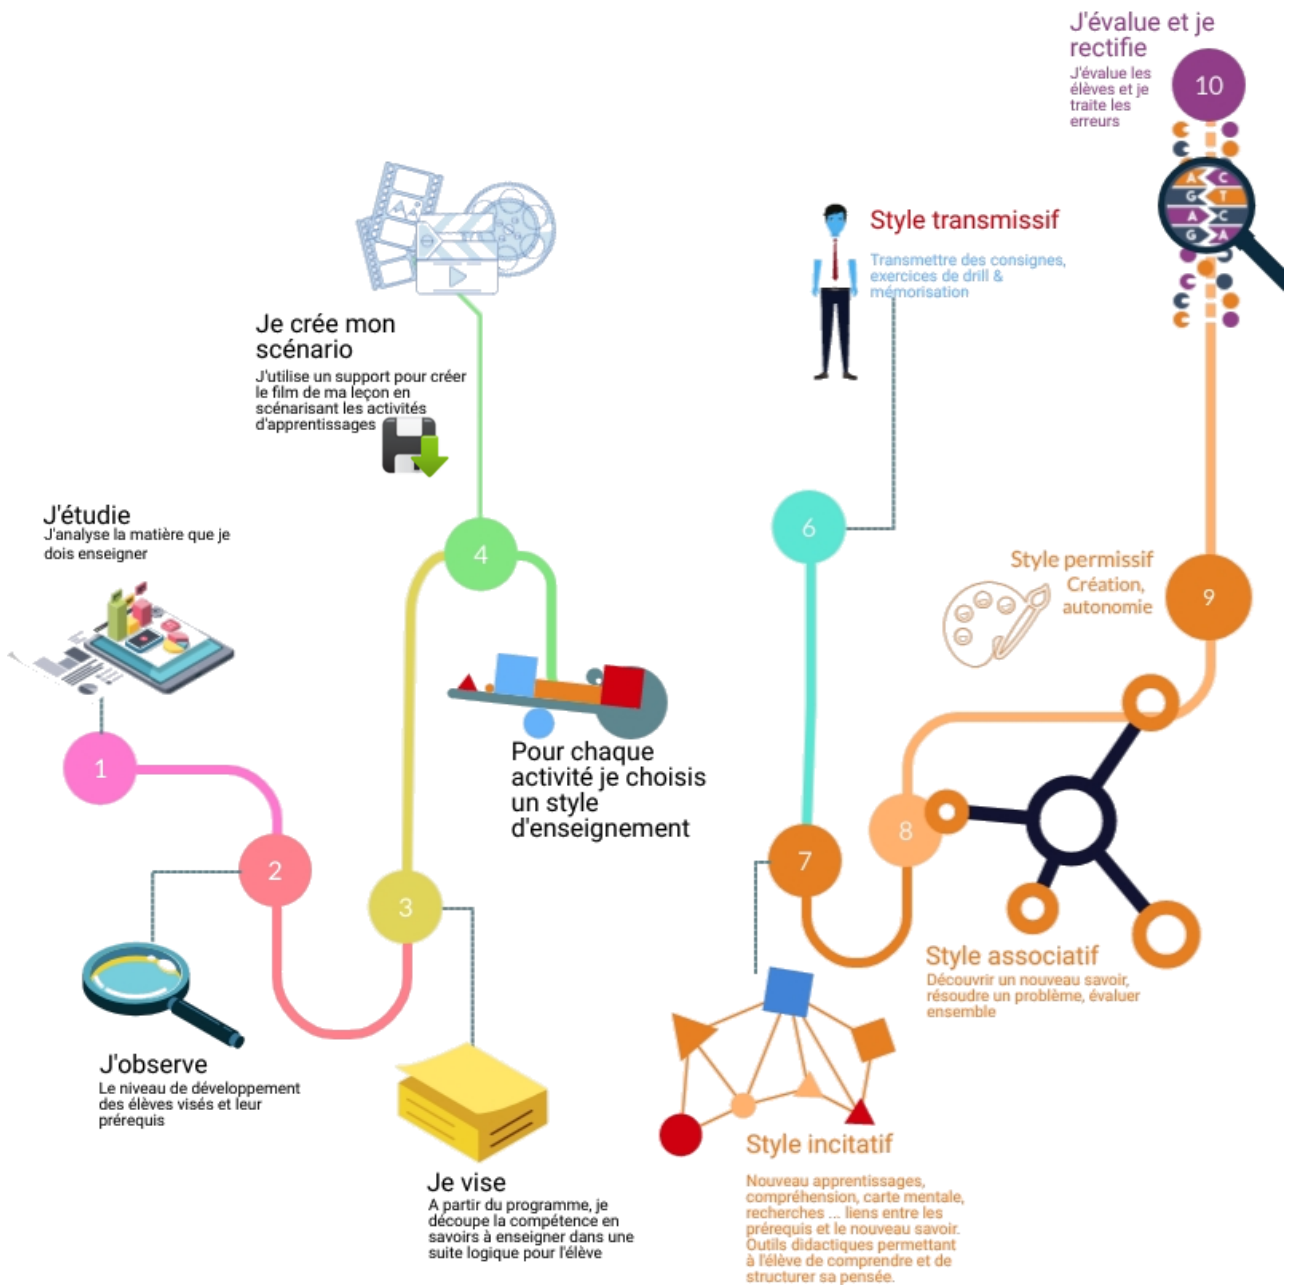 J'étudie
J'analyse la matière que je
dois enseigner
1
2
J'observe
Le niveau de développement
des élèves visés et leur
prérequis
3
Je vise
A partir du programme, je
découpe la compétence en
savoirs à enseigner dans une
suite logique pour l'élève
Je crée mon
scénario
J'utilise un support pour créer
le film de ma leçon en
scénarisant les activités
d'apprentissages
4
Pour chaque
activité je choisis
un style
d'enseignement
Style transmissif
Transmettre des consignes,
exercices de drill &
mémorisation
6
7
Style incitatif
Nouveau apprentissages,
compréhension, carte mentale,
recherches ... liens entre les
prérequis et le nouveau savoir.
Outils didactiques permettant
à l'élève de comprendre et de
structurer sa pensée.
8
Style associatif
Découvrir un nouveau savoir,
résoudre un problème, évaluer
ensemble
Style permissif
Création,
autonomie
9
J'évalue et je
rectifie
J'évalue les
élèves et je
traite les
erreurs
10
A C
G T
A C
G A